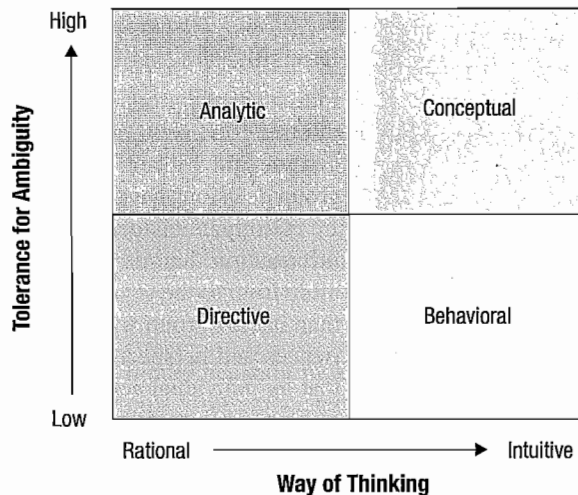 High
Analytic
Conceptual
Tolerance for Ambiguity
Directive
Behavioral
Low
Rational
Intuitive
Way of Thinking